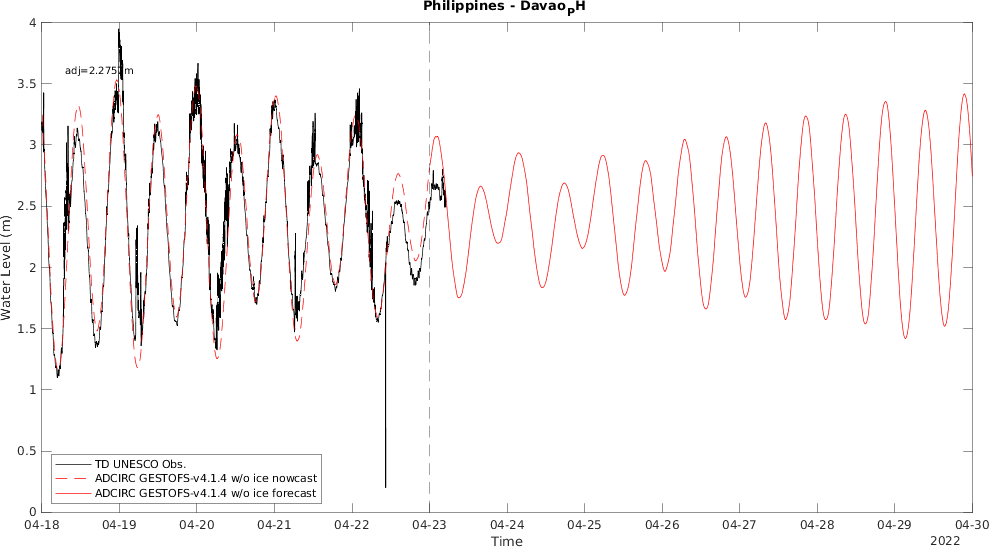 Philippines - DavaopH
4
3.5
3
2.5
2
1.5
1
0.5
0
Water Level (m)
adj=2.2757m
TD UNESCO Obs.
ADCIRC GESTOFS-v4.1.4 w/o ice nowcast
ADCIRC GESTOFS-v4.1.4 w/o ice forecast
04-18 04-19 04-20 04-21 04-22 04-23 04-24 04-25 04-26 04-27 04-28 04-29 04-30
Time
2022